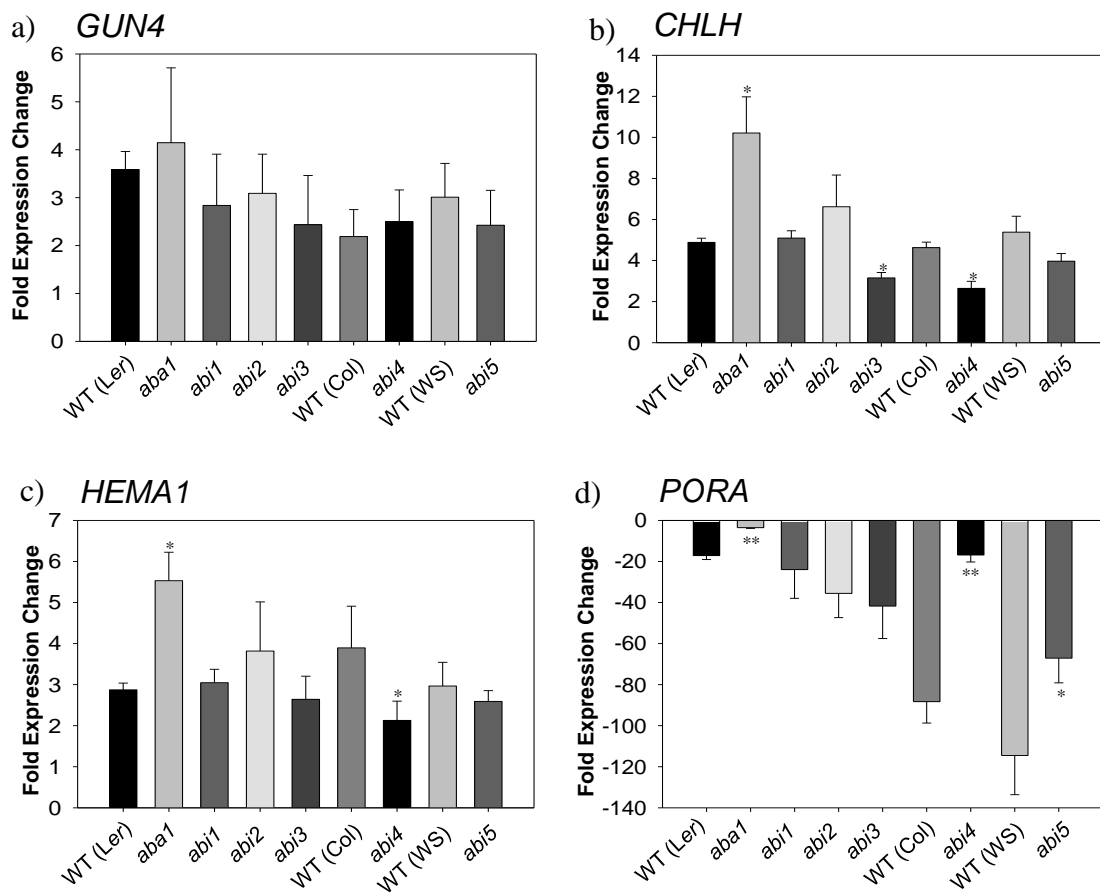 a) GUN4
Fold Expression Change
6
5
4
3
2
1
0
WT (Ler)
aba1
abi1
abi2
abi3
WT (Col)
abi4
WT (WS)
abi5
b) CHLH
Fold Expression Change
14
12
10
8
6
4
2
0
*
*
*
WT (Ler)
aba1
abi1
abi2
abi3
WT (Col)
abi4
WT (WS)
abi5
c) HEMA1
Fold Expression Change
7
6
5
4
3
2
1
0
*
*
WT (Ler)
aba1
abi1
abi2
abi3
WT (Col)
abi4
WT (WS)
abi5
d) PORA
Fold Expression Change
0
-20
-40
-60
-80
-100
-120
-140
**
**
*
WT (Ler)
aba1
abi1
abi2
abi3
WT (Col)
abi4
WT (WS)
abi5